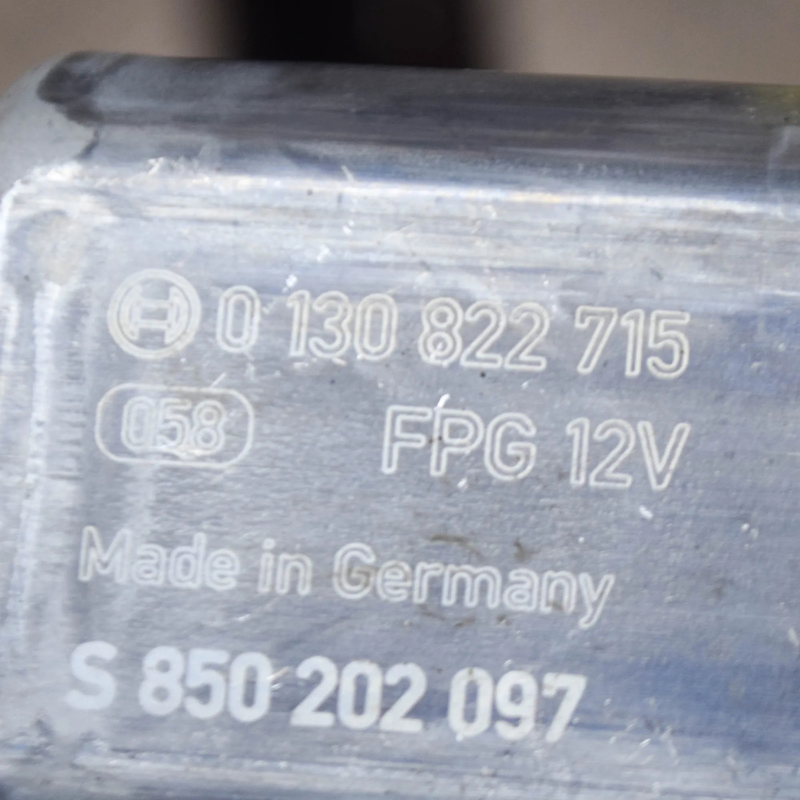 0 130 822 715
058 FPG 12V
Made in Germany
S 850 202 097